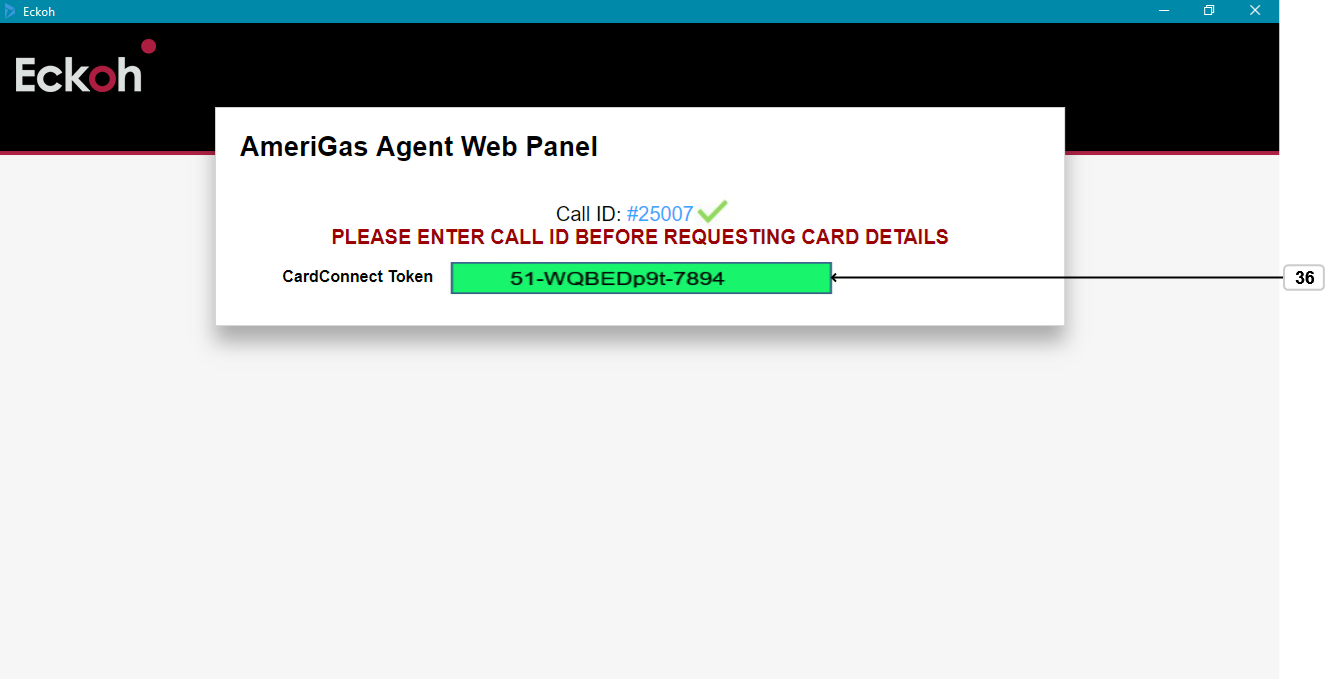 Eckoh
Eckoh
AmeriGas Agent Web Panel
Call ID: #25007
PLEASE ENTER CALL ID BEFORE REQUESTING CARD DETAILS
CardConnect Token 51-WQBEDp9t-7894
36